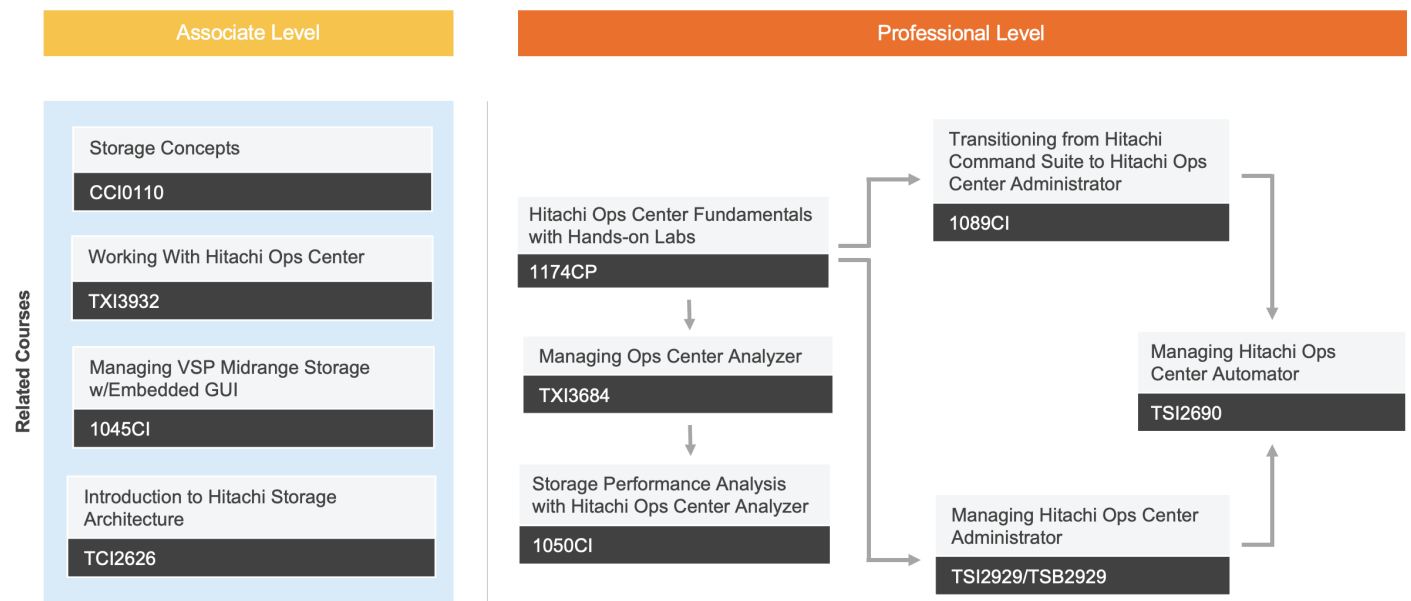 Associate Level
Professional Level
Related Courses
Storage Concepts
CCI0110
Working With Hitachi Ops Center
TXI3932
Managing VSP Midrange Storage
w/Embedded GUI
1045CI
Introduction to Hitachi Storage
Architecture
TCI2626
Hitachi Ops Center Fundamentals
with Hands-on Labs
1174CP
Managing Ops Center Analyzer
TXI3684
Storage Performance Analysis
with Hitachi Ops Center Analyzer
1050CI
Transitioning from Hitachi
Command Suite to Hitachi Ops
Center Administrator
1089CI
Managing Hitachi Ops Center
Administrator
TSI2929/TSB2929
Managing Hitachi Ops
Center Automator
TSI2690